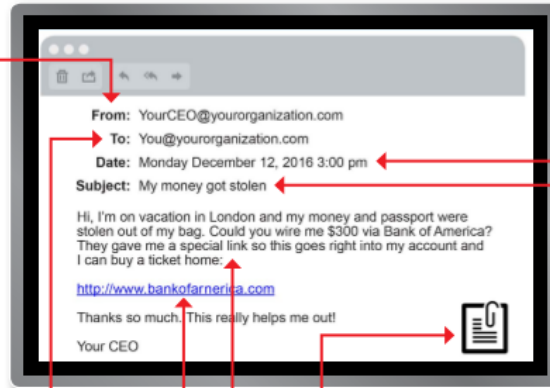 From: YourCEO@yourorganization.com
To: You@yourorganization.com
Date: Monday December 12, 2016 3:00 pm
Subject: My money got stolen
Hi, I'm on vacation in London and my money and passport were
stolen out of my bag. Could you wire me $300 via Bank of America?
They gave me a special link so this goes right into my account and
I can buy a ticket home:
http://www.bankofarnerica.com
Thanks so much. This really helps me out!
Your CEO